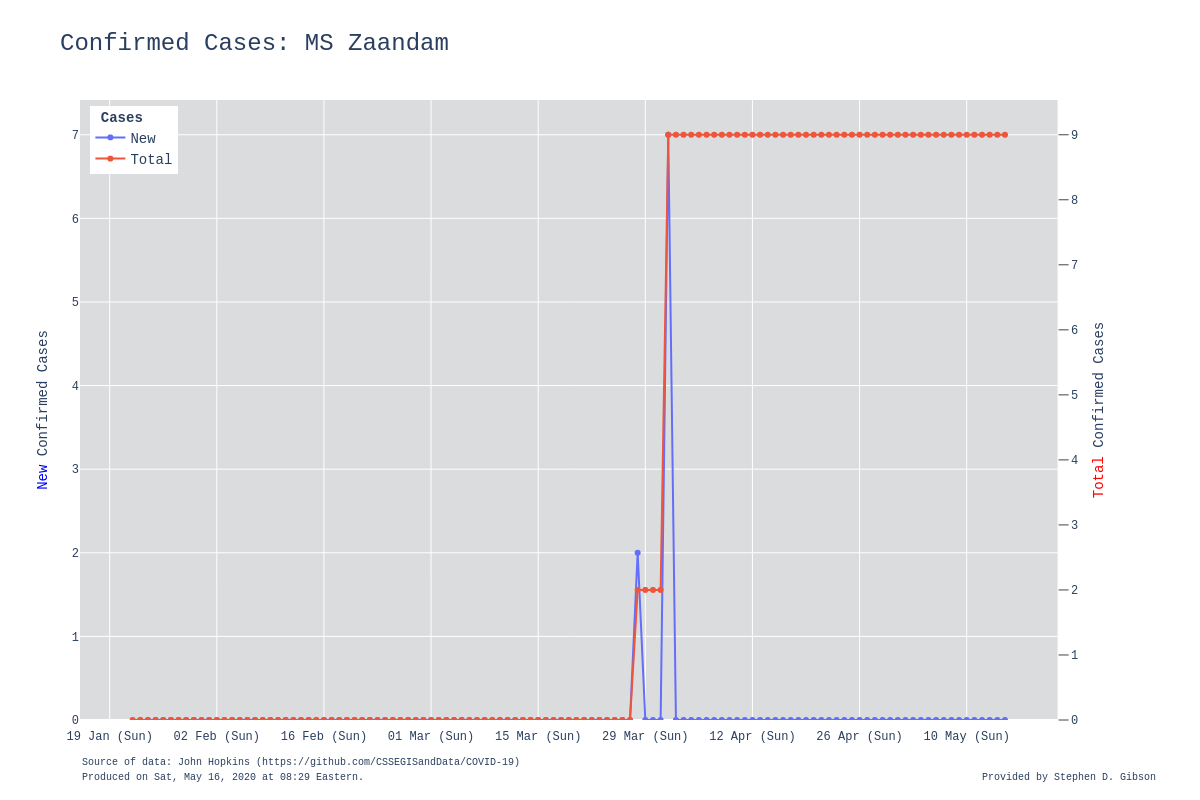 Confirmed Cases: MS Zaandam
Cases
New
Total
7
6
5
4
3
2
1
0
New Confirmed Cases
9
8
7
6
5
4
3
2
1
0
Total Confirmed Cases
19 Jan (Sun) 02 Feb (Sun) 16 Feb (Sun) 01 Mar (Sun) 15 Mar (Sun) 29 Mar (Sun) 12 Apr (Sun) 26 Apr (Sun) 10 May (Sun)
Source of data: John Hopkins (https://github.com/CSSEGISandData/COVID-19)
Produced on Sat, May 16, 2020 at 08:29 Eastern.
Provided by Stephen D. Gibson